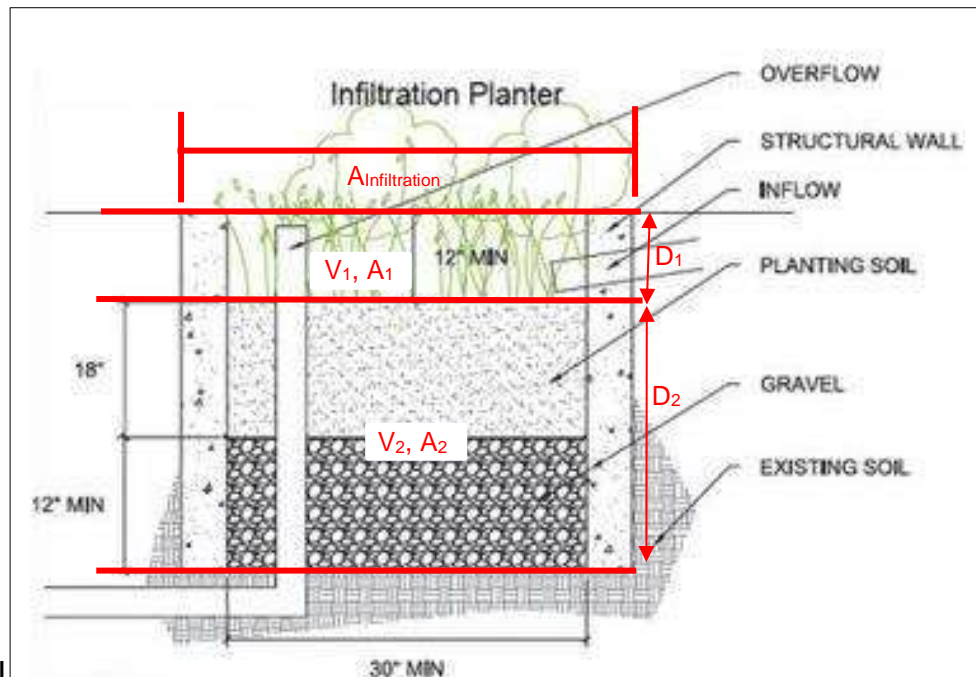 OVERFLOW
Infiltration Planter
STRUCTURAL WALL
AInfiltration
INFLOW
12" MIN
D1
V1, A1
PLANTING SOIL
18"
D2
GRAVEL
V2, A2
EXISTING SOIL
12" MIN
30" MIN